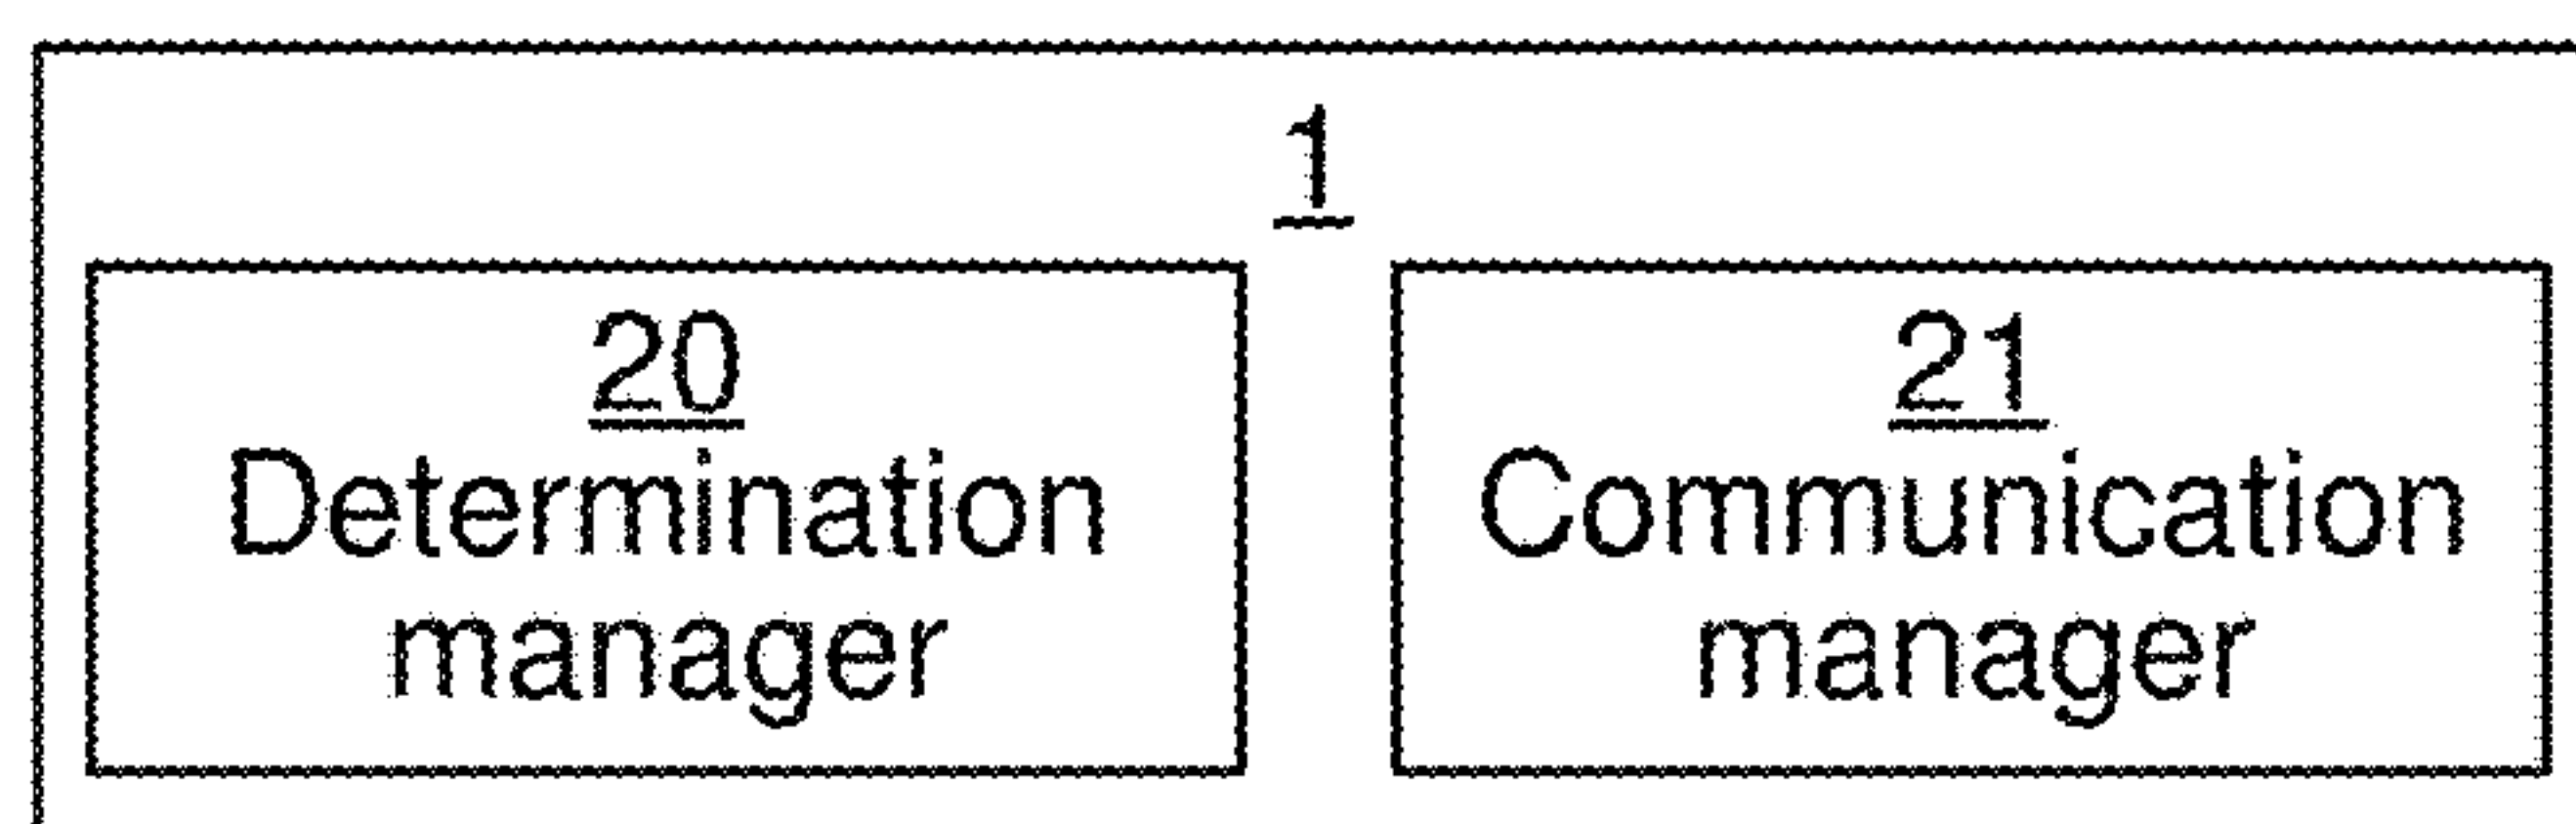 1
20
Determination
manager
21
Communication
manager